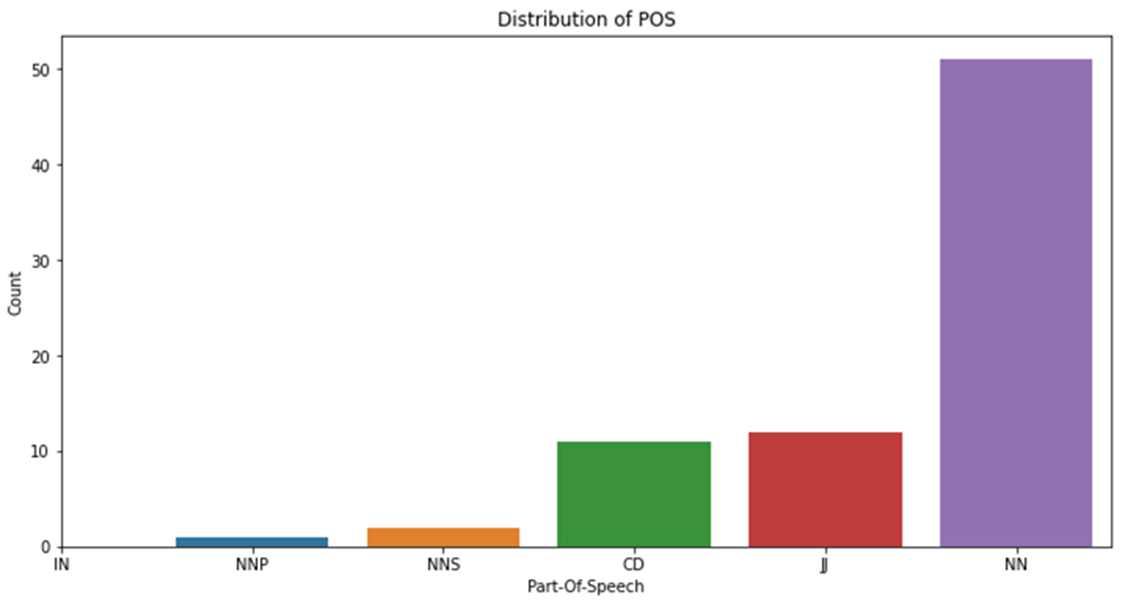 Distribution of POS
50
40
30
20
10
0
Count
IN NNP NNS CD JJ NN
Part-Of-Speech